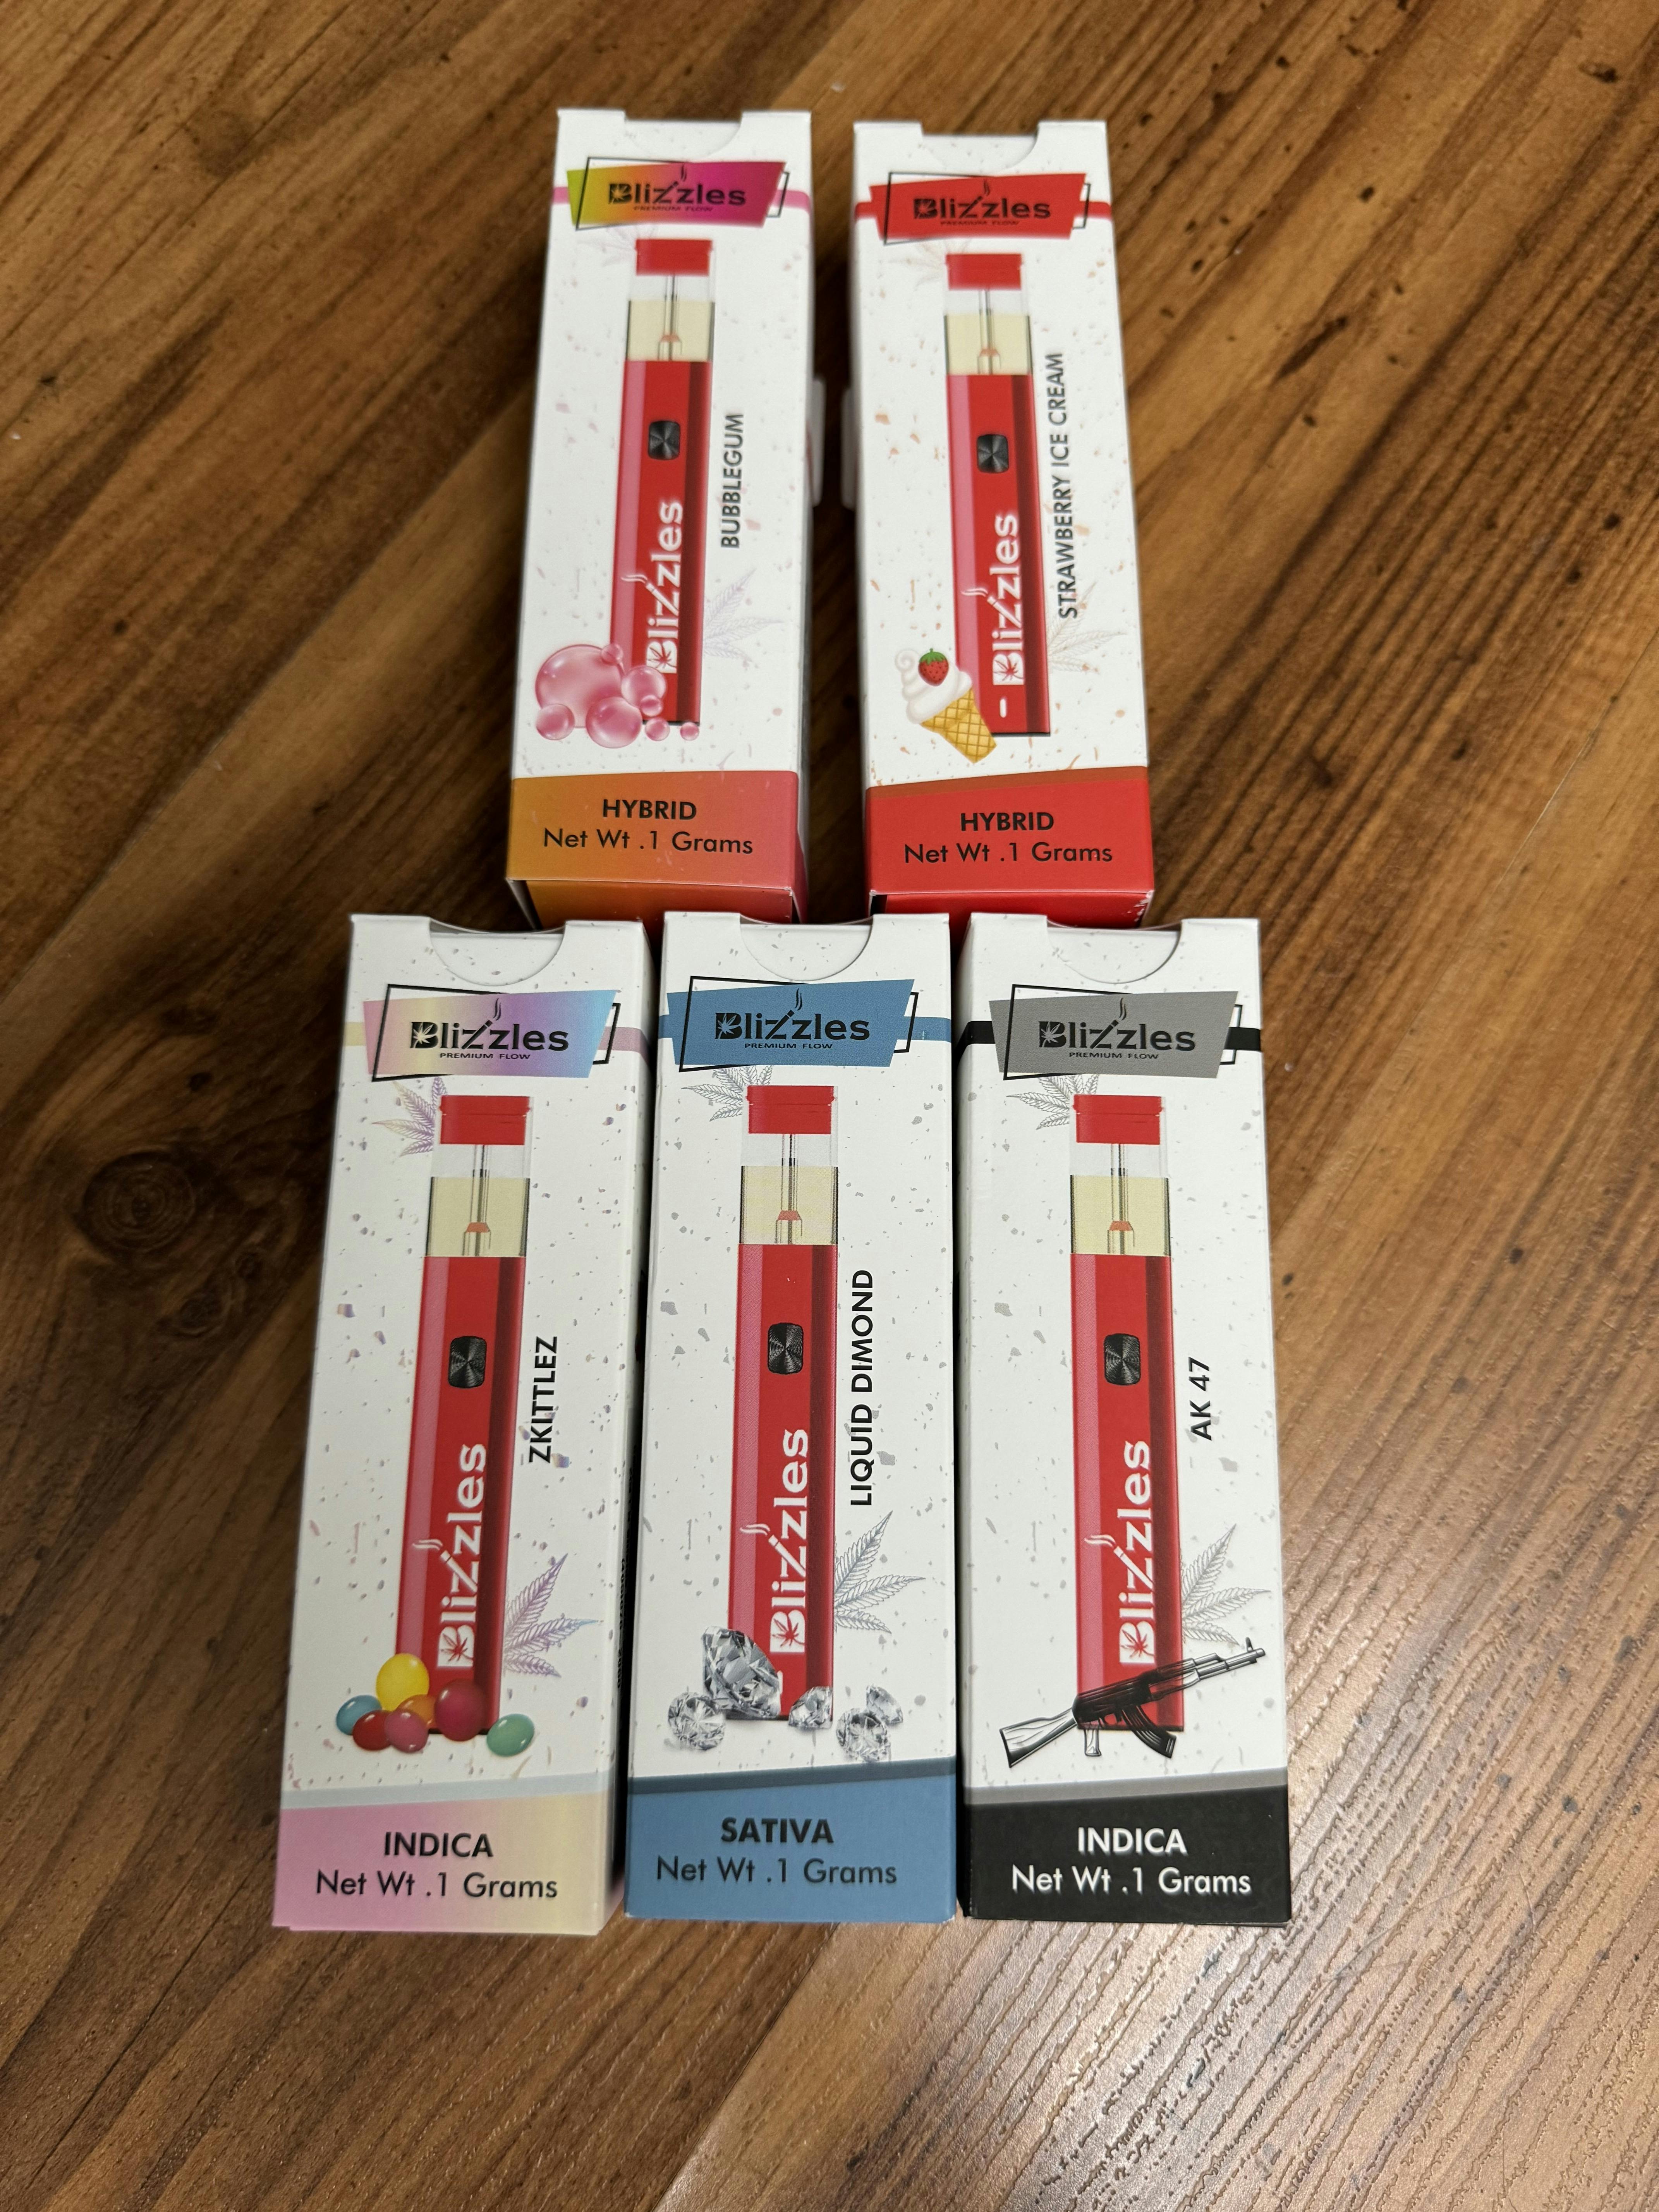 Blizzles
PREMIUM FLOW
BUBBLEGUM
Blizzles
HYBRID
Net Wt .1 Grams
Blizzles
PREMIUM FLOW
STRAWBERRY ICE CREAM
Blizzles
HYBRID
Net Wt .1 Grams
Blizzles
PREMIUM FLOW
ZKITTLEZ
Blizzles
INDICA
Net Wt .1 Grams
Blizzles
PREMIUM FLOW
LIQUID DIMOND
Blizzles
SATIVA
Net Wt .1 Grams
Blizzles
PREMIUM FLOW
AK 47
Blizzles
INDICA
Net Wt .1 Grams